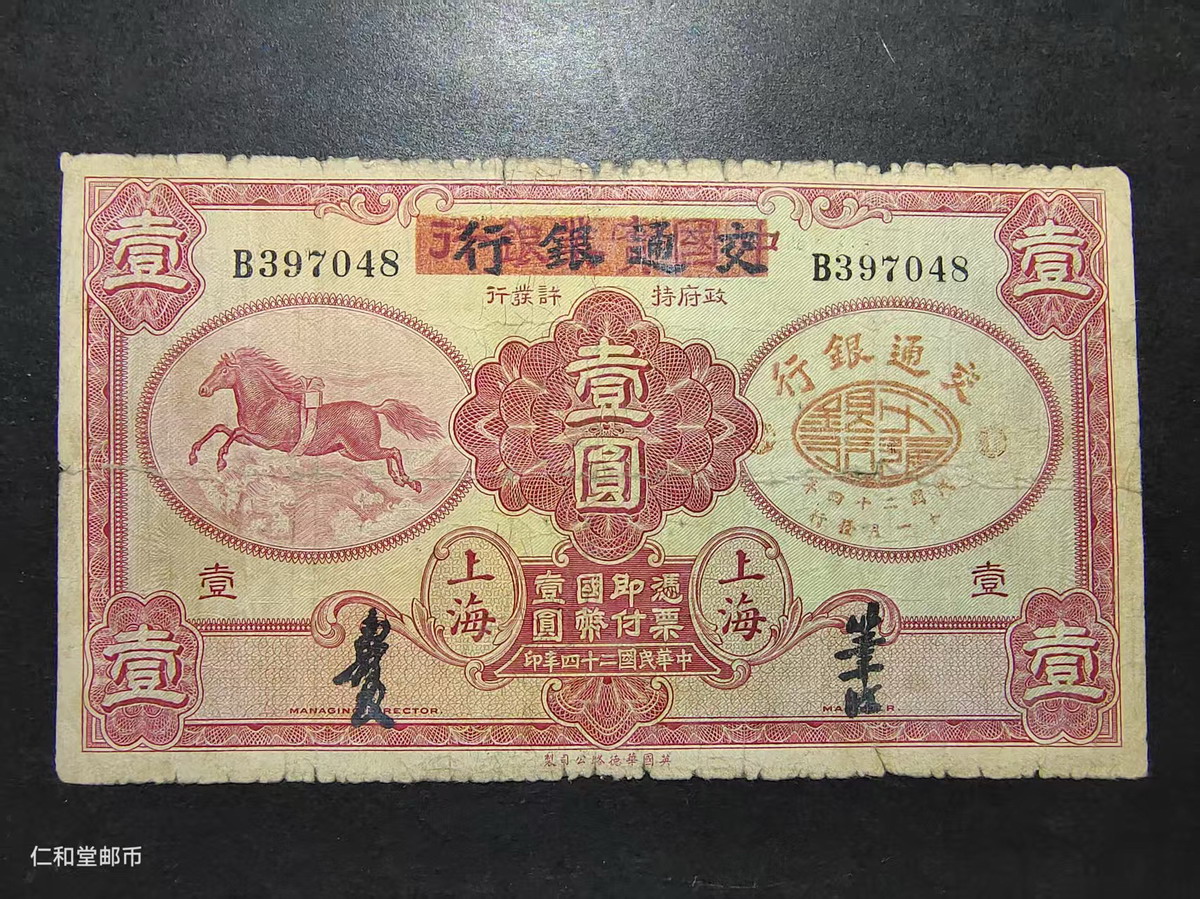 壹
壹
交通銀行
B397048
B397048
政府特許發行
壹圓
交通銀行
民國二十四年
十一月發行
壹
壹
上海
上海
憑票即付國幣壹圓
中華民國二十四年印
壹
壹
MANAGING DIRECTOR.
MANAGER.
英國華德路公司製
仁和堂邮币